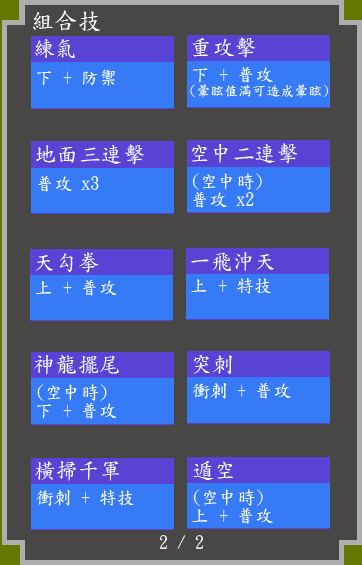 組合技
練氣
下 + 防禦
重攻擊
下 + 普攻
(暈眩值滿可造成暈眩)
地面三連擊
普攻 x3
空中二連擊
(空中時)
普攻 x2
天勾拳
上 + 普攻
一飛沖天
上 + 特技
神龍擺尾
(空中時)
下 + 普攻
突刺
衝刺 + 普攻
橫掃千軍
衝刺 + 特技
遁空
(空中時)
上 + 普攻
2 / 2